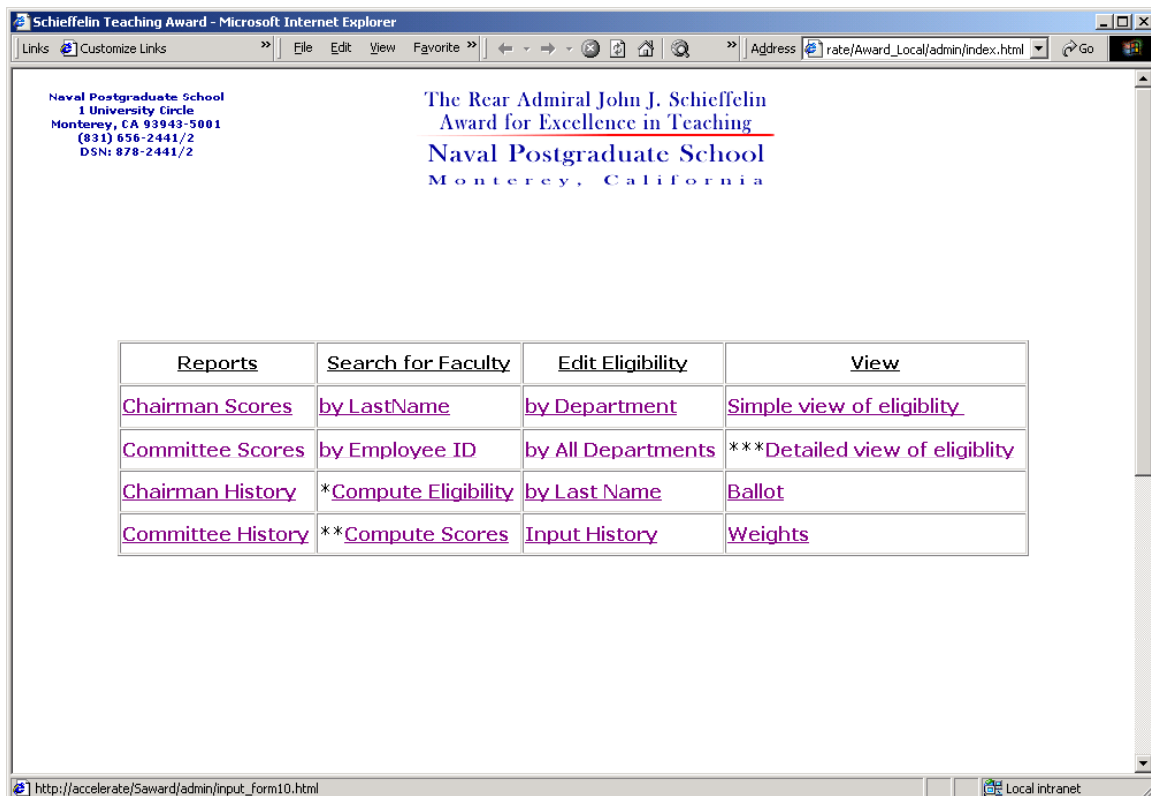 Schieffelin Teaching Award - Microsoft Internet Explorer
Links Customize Links » File Edit View Favorite » » Address rate/Award_Local/admin/index.html Go
Naval Postgraduate School
1 University Circle
Monterey, CA 93943-5001
(831) 656-2441/2
DSN: 878-2441/2
The Rear Admiral John J. Schieffelin
Award for Excellence in Teaching
Naval Postgraduate School
Monterey, California
Reports Search for Faculty Edit Eligibility View
Chairman Scores by LastName by Department Simple view of eligiblity
Committee Scores by Employee ID by All Departments ***Detailed view of eligiblity
Chairman History *Compute Eligibility by Last Name Ballot
Committee History **Compute Scores Input History Weights
http://accelerate/Saward/admin/input_form10.html Local intranet